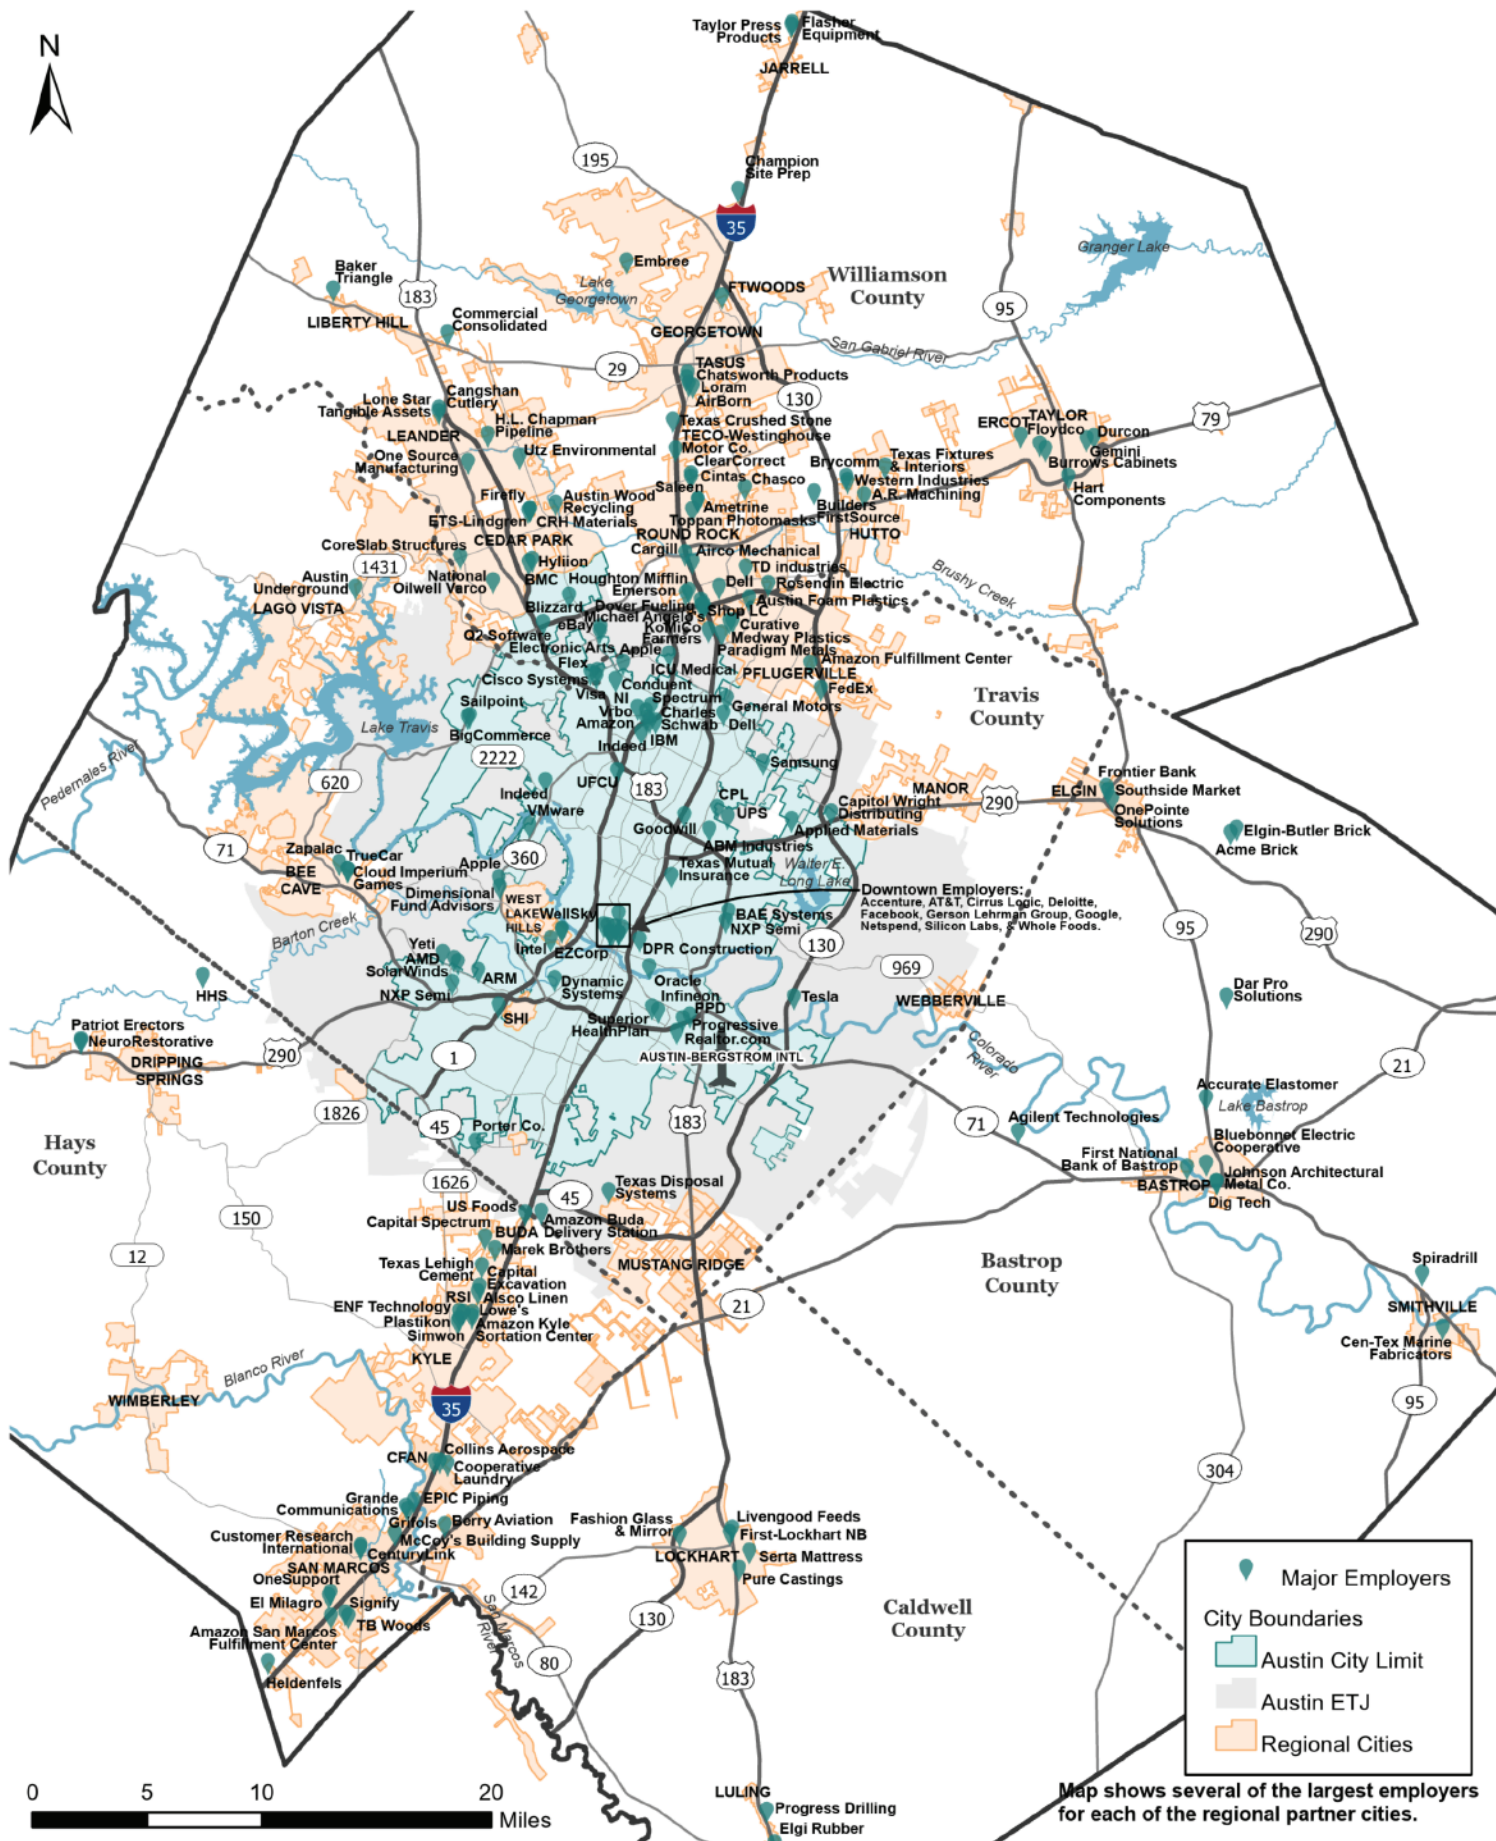 N
Taylor Press
Products
Flasher
Equipment
JARRELL
195
Champion
Site Prep
35
Embree
Lake
Georgetown
FTWOODS
Williamson
County
Granger Lake
Baker
Triangle
183
LIBERTY HILL
Commercial
Consolidated
GEORGETOWN
95
San Gabriel River
29
TASUS
Chatsworth Products
Loram
AirBorn
130
79
Lone Star
Tangible Assets
Cangshan
Cutlery
H.L. Chapman
Pipeline
LEANDER
Texas Crushed Stone
TECO-Westinghouse
Motor Co.
ERCOT
TAYLOR
Floydco
Durcon
Gemini
Burrows Cabinets
Hart
Components
One Source
Manufacturing
Utz Environmental
ClearCorrect
Cintas
Chasco
Saleen
Brycomm
Texas Fixtures
& Interiors
Western Industries
A.R. Machining
Firefly
Austin Wood
Recycling
Ametrine
Builders
FirstSource
ETS-Lindgren
CRH Materials
Toppan Photomasks
ROUND ROCK
HUTTO
CoreSlab Structures
CEDAR PARK
Cargill
Airco Mechanical
1431
Hyliion
TD industries
Austin
Underground
National
Oilwell Varco
BMC
Houghton Mifflin
Emerson
Dell
Rosendin Electric
Brushy Creek
LAGO VISTA
Blizzard
Dover Fueling
Shop LC
Austin Foam Plastics
eBay
Michael Angelo's
KoMiCo
Curative
Q2 Software
Farmers
Medway Plastics
Electronic Arts
Apple
Paradigm Metals
Flex
ICU Medical
PFLUGERVILLE
Amazon Fulfillment Center
Cisco Systems
Conduent
FedEx
Visa
NI
Spectrum
General Motors
Travis
County
Sailpoint
Vrbo
Charles
Schwab
Dell
Amazon
Lake Travis
BigCommerce
Indeed
IBM
2222
Samsung
Pedernales River
620
UFCU
183
Indeed
VMware
CPL
UPS
MANOR
290
ELGIN
Frontier Bank
Southside Market
OnePointe
Solutions
Capitol Wright
Distributing
Goodwill
Applied Materials
Elgin-Butler Brick
Acme Brick
71
ABM Industries
Zapalac
TrueCar
360
Apple
Texas Mutual
Insurance
Walter E.
Long Lake
BEE
CAVE
Cloud Imperium
Games
Dimensional
Fund Advisors
WEST
LAKE
HILLS
WellSky
Downtown Employers:
Accenture, AT&T, Cirrus Logic, Deloitte,
Facebook, Gerson Lehrman Group, Google,
Netspend, Silicon Labs, & Whole Foods.
Barton Creek
BAE Systems
NXP Semi
130
95
290
Yeti
AMD
SolarWinds
Intel
EZCorp
DPR Construction
969
HHS
NXP Semi
ARM
Dynamic
Systems
Oracle
Infineon
Tesla
WEBBERVILLE
Dar Pro
Solutions
SHI
Superior
HealthPlan
PPD
Progressive
Realtor.com
Patriot Erectors
NeuroRestorative
DRIPPING
SPRINGS
290
1
AUSTIN-BERGSTROM INTL
Colorado
River
21
1826
45
Porter Co.
183
71
Agilent Technologies
Accurate Elastomer
Lake Bastrop
Hays
County
Bluebonnet Electric
Cooperative
First National
Bank of Bastrop
BASTROP
Johnson Architectural
Metal Co.
Dig Tech
1626
45
Texas Disposal
Systems
US Foods
150
Capital Spectrum
BUDA
Amazon Buda
Delivery Station
Marek Brothers
12
Texas Lehigh
Cement
Capital
Excavation
MUSTANG RIDGE
Bastrop
County
Spiradrill
RSI
Alsco Linen
ENF Technology
Lowe's
21
SMITHVILLE
Plastikon
Simwon
Amazon Kyle
Sortation Center
Cen-Tex Marine
Fabricators
KYLE
Blanco River
WIMBERLEY
35
95
CFAN
Collins Aerospace
Cooperative
Laundry
304
Grande
Communications
EPIC Piping
Grifols
Berry Aviation
Fashion Glass
& Mirror
Livengood Feeds
First-Lockhart NB
Customer Research
International
McCoy's Building Supply
CenturyLink
LOCKHART
Serta Mattress
SAN MARCOS
OneSupport
Pure Castings
142
El Milagro
Signify
San Marcos
River
130
Caldwell
County
Amazon San Marcos
Fulfillment Center
TB Woods
80
183
Heldenfels
Major Employers
City Boundaries
Austin City Limit
Austin ETJ
Regional Cities
0
5
10
20
Miles
LULING
Progress Drilling
Elgi Rubber
Map shows several of the largest employers
for each of the regional partner cities.